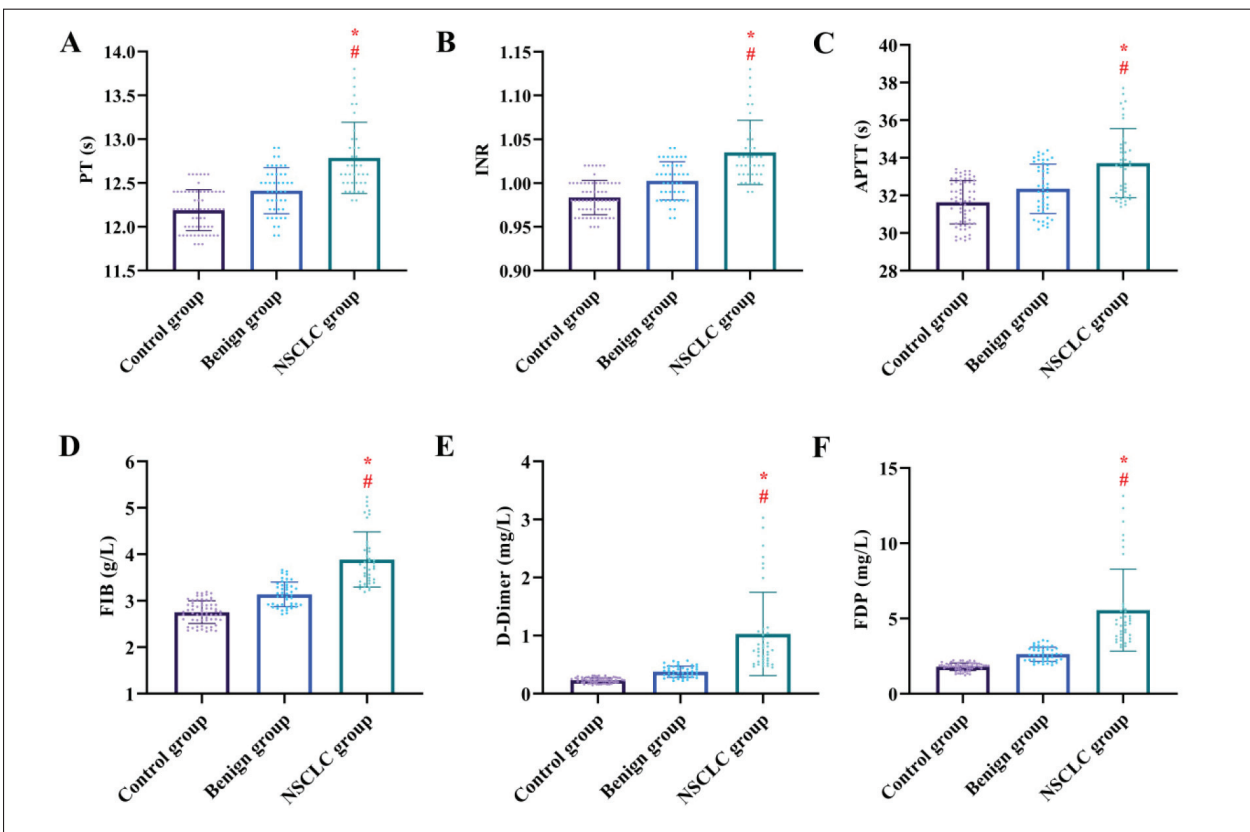 A
PT (s)
14.0
13.5
13.0
12.5
12.0
11.5
*
#
Control group
Benign group
NSCLC group
B
INR
1.15
1.10
1.05
1.00
0.95
0.90
*
#
Control group
Benign group
NSCLC group
C
APTT (s)
40
38
36
34
32
30
28
*
#
Control group
Benign group
NSCLC group
D
FIB (g/L)
6
5
4
3
2
1
*
#
Control group
Benign group
NSCLC group
E
D-Dimer (mg/L)
4
3
2
1
0
*
#
Control group
Benign group
NSCLC group
F
FDP (mg/L)
15
10
5
0
*
#
Control group
Benign group
NSCLC group